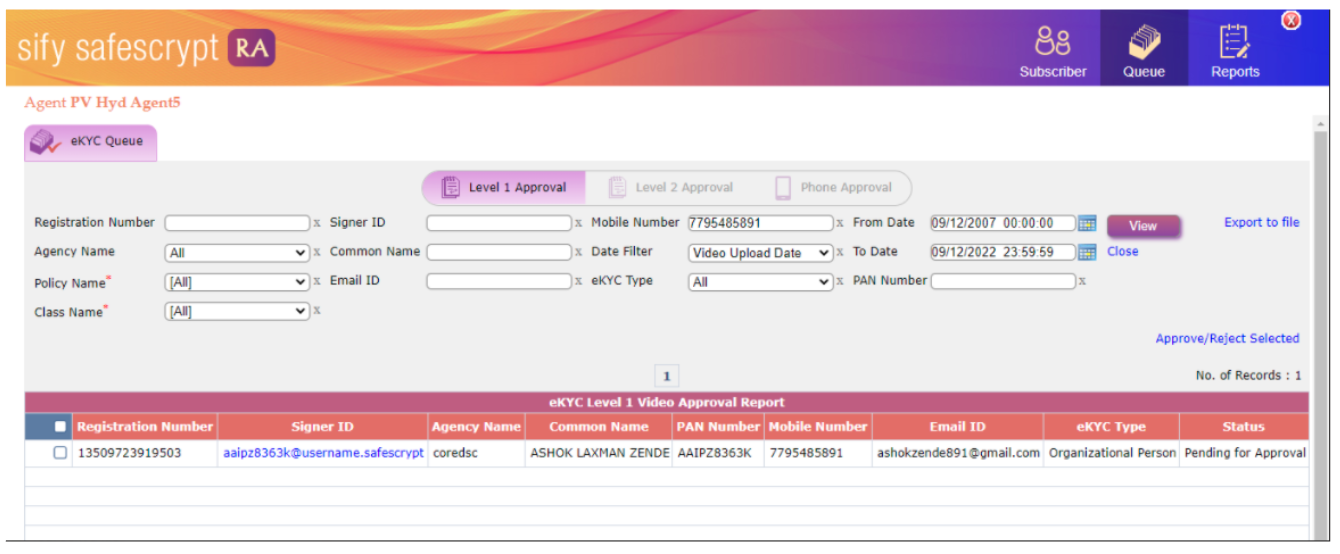 sify safescrypt RA
Subscriber Queue Reports
Agent PV Hyd Agent5
eKYC Queue
Level 1 Approval Level 2 Approval Phone Approval
Registration Number x Signer ID x Mobile Number 7795485891 x From Date 09/12/2007 00:00:00 View Export to file
Agency Name All x Common Name x Date Filter Video Upload Date x To Date 09/12/2022 23:59:59 Close
Policy Name* [All] x Email ID x eKYC Type All x PAN Number x
Class Name* [All] x
Approve/Reject Selected
1 No. of Records : 1
eKYC Level 1 Video Approval Report
Registration Number Signer ID Agency Name Common Name PAN Number Mobile Number Email ID eKYC Type Status
13509723919503 aaipz8363k@username.safescrypt coredsc ASHOK LAXMAN ZENDE AAIPZ8363K 7795485891 ashokzende891@gmail.com Organizational Person Pending for Approval